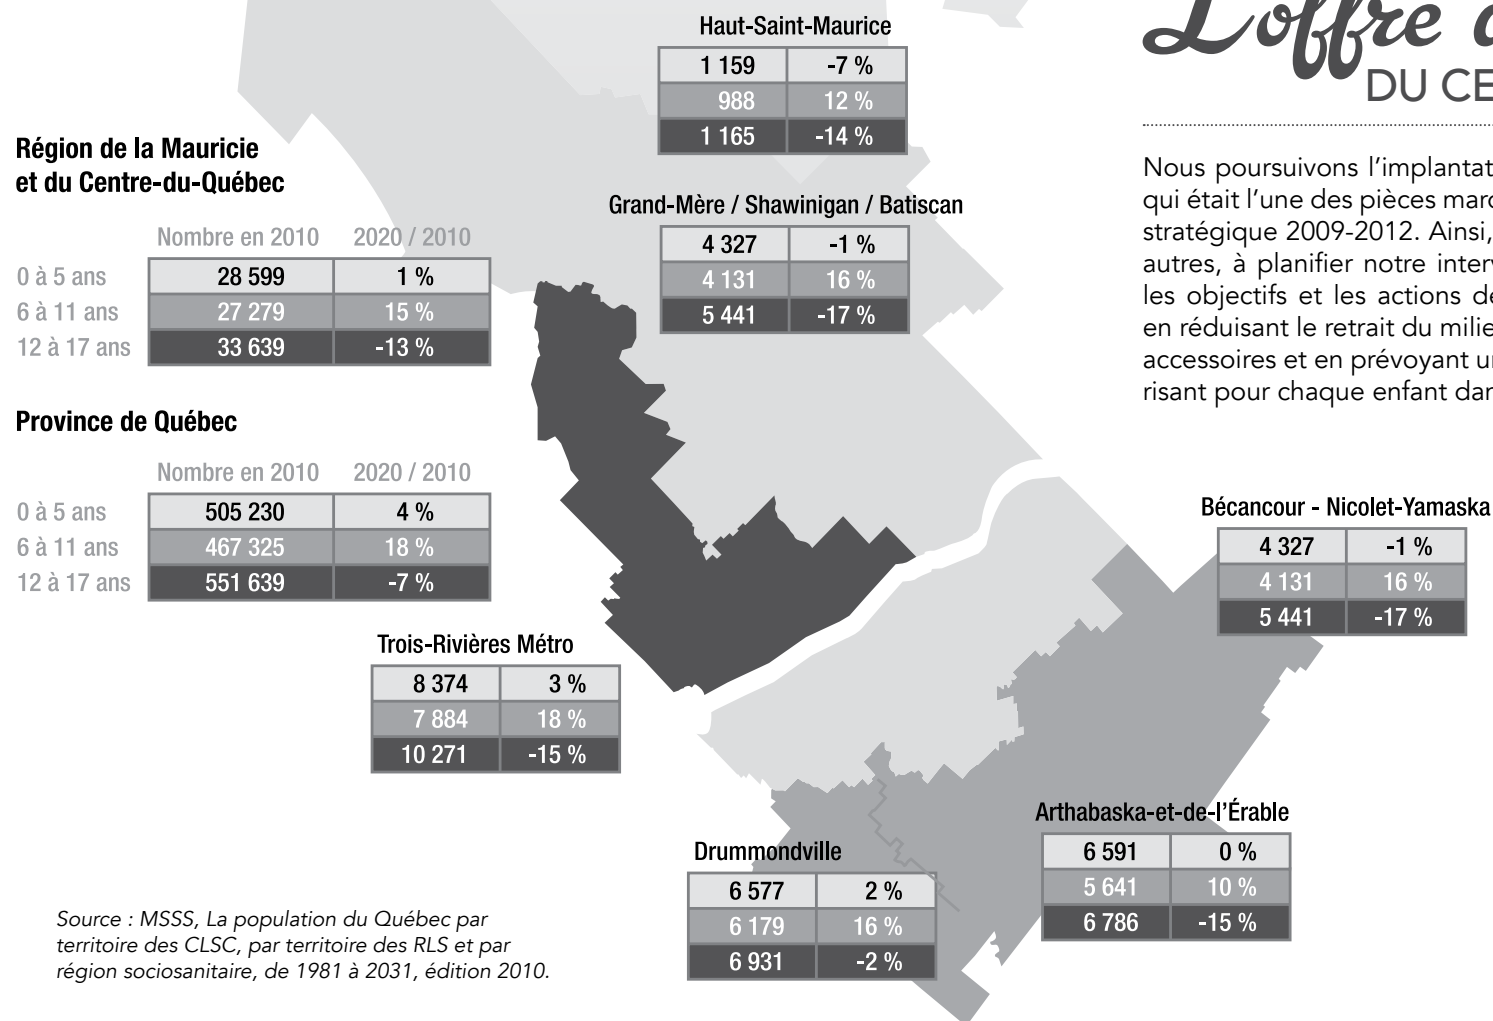 Haut-Saint-Maurice
1 159 -7 %
988 12 %
1 165 -14 %
Région de la Mauricie
et du Centre-du-Québec
Nombre en 2010 2020 / 2010
0 à 5 ans 28 599 1 %
6 à 11 ans 27 279 15 %
12 à 17 ans 33 639 -13 %
Grand-Mère / Shawinigan / Batiscan
4 327 -1 %
4 131 16 %
5 441 -17 %
Province de Québec
Nombre en 2010 2020 / 2010
0 à 5 ans 505 230 4 %
6 à 11 ans 467 325 18 %
12 à 17 ans 551 639 -7 %
Trois-Rivières Métro
8 374 3 %
7 884 18 %
10 271 -15 %
Bécancour - Nicolet-Yamaska
4 327 -1 %
4 131 16 %
5 441 -17 %
Drummondville
6 577 2 %
6 179 16 %
6 931 -2 %
Arthabaska-et-de-l'Érable
6 591 0 %
5 641 10 %
6 786 -15 %
Source : MSSS, La population du Québec par
territoire des CLSC, par territoire des RLS et par
région sociosanitaire, de 1981 à 2031, édition 2010.
L'offre
DU
Nous poursuivons
qui était l'une des pièces
stratégique 2009-2012. Ainsi,
autres, à planifier notre
les objectifs et les actions
en réduisant le retrait du
accessoires et en prévoyant
risant pour chaque enfant